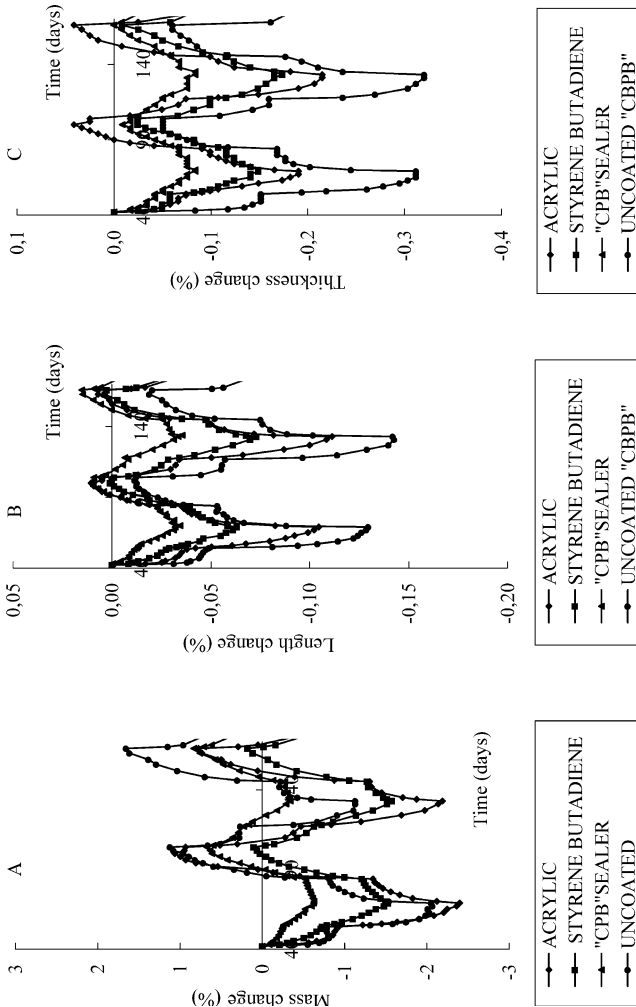 A
3
2
1
0
-1
-2
-3
Mass change (%)
4
90
140
Time (days)
ACRYLIC
STYRENE BUTADIENE
"CPB"SEALER
UNCOATED
B
0,05
0,00
-0,05
-0,10
-0,15
-0,20
Length change (%)
4
140
Time (days)
ACRYLIC
STYRENE BUTADIENE
"CPB"SEALER
UNCOATED "CBPB"
C
0,1
0,0
-0,1
-0,2
-0,3
-0,4
Thickness change (%)
4
90
140
Time (days)
ACRYLIC
STYRENE BUTADIENE
"CPB"SEALER
UNCOATED "CBPB"